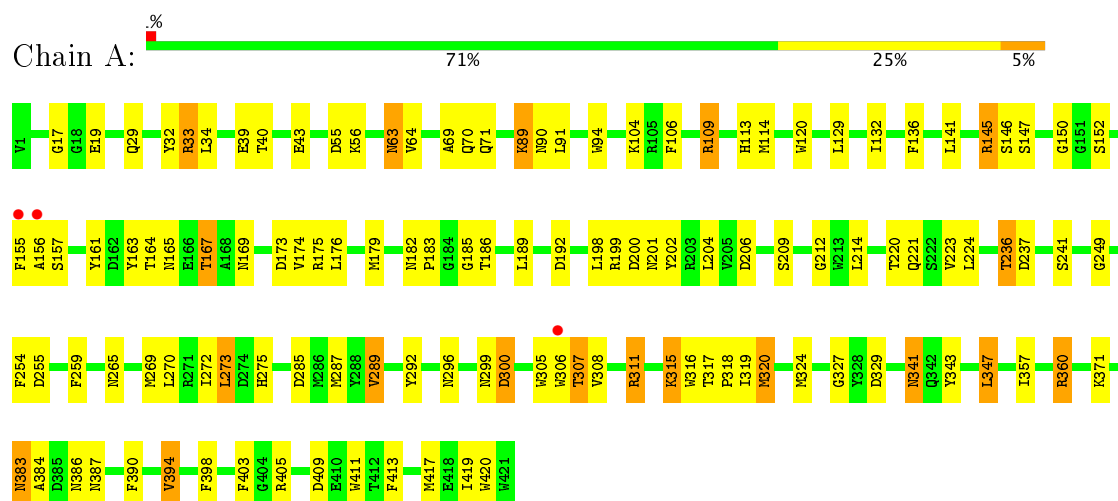 .%
Chain A:
71% 25% 5%
V1 G17 G18 E19 Q29 Y32 R33 L34 E39 T40 E43 D55 K56 N63 V64 A69 Q70 Q71 K89 N90 L91 W94 K104 R105 F106 R109 H113 M114 W120 L129 I132 F136 L141 R145 S146 S147 G150 G151 S152
F155 A156 S157 Y161 D162 Y163 T164 N165 E166 T167 A168 N169 D173 V174 R175 L176 M179 N182 P183 G184 G185 T186 L189 D192 L198 R199 D200 N201 Y202 R203 L204 V205 D206 S209 G212 W213 L214 T220 Q221 S222 V223 L224 T236 D237 S241 G249
F254 D255 F259 N265 M269 L270 R271 I272 L273 D274 H275 D285 M286 M287 Y288 V289 Y292 N296 N299 D300 W305 W306 T307 V308 R311 K315 W316 T317 P318 I319 M320 M324 G327 Y328 D329 N341 Q342 Y343 L347 I357 R360 K371
N383 A384 D385 N386 N387 F390 V394 F398 F403 G404 R405 D409 E410 W411 T412 F413 M417 E418 I419 W420 W421